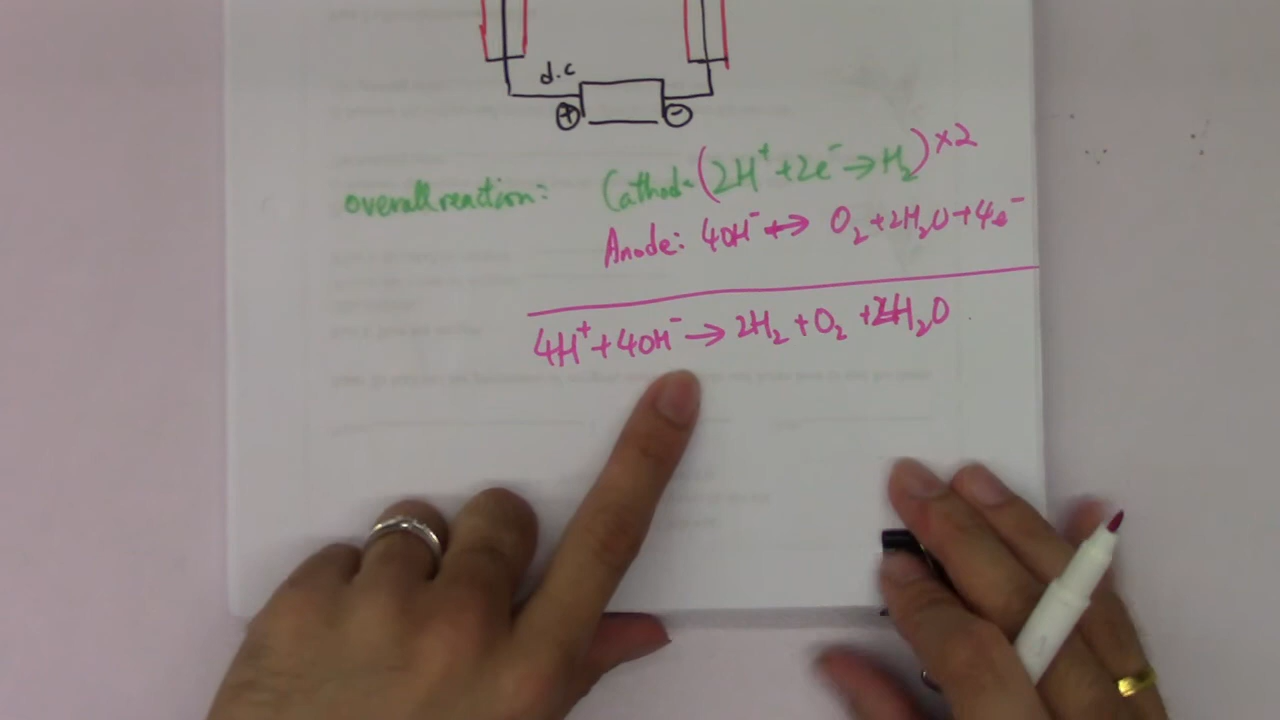 d.c
+ -
overall reaction: Cathode (2H⁺ + 2e⁻ → H₂) ×2
Anode: 4OH⁻ → O₂ + 2H₂O + 4e⁻
4H⁺ + 4OH⁻ → 2H₂ + O₂ + 2H₂O